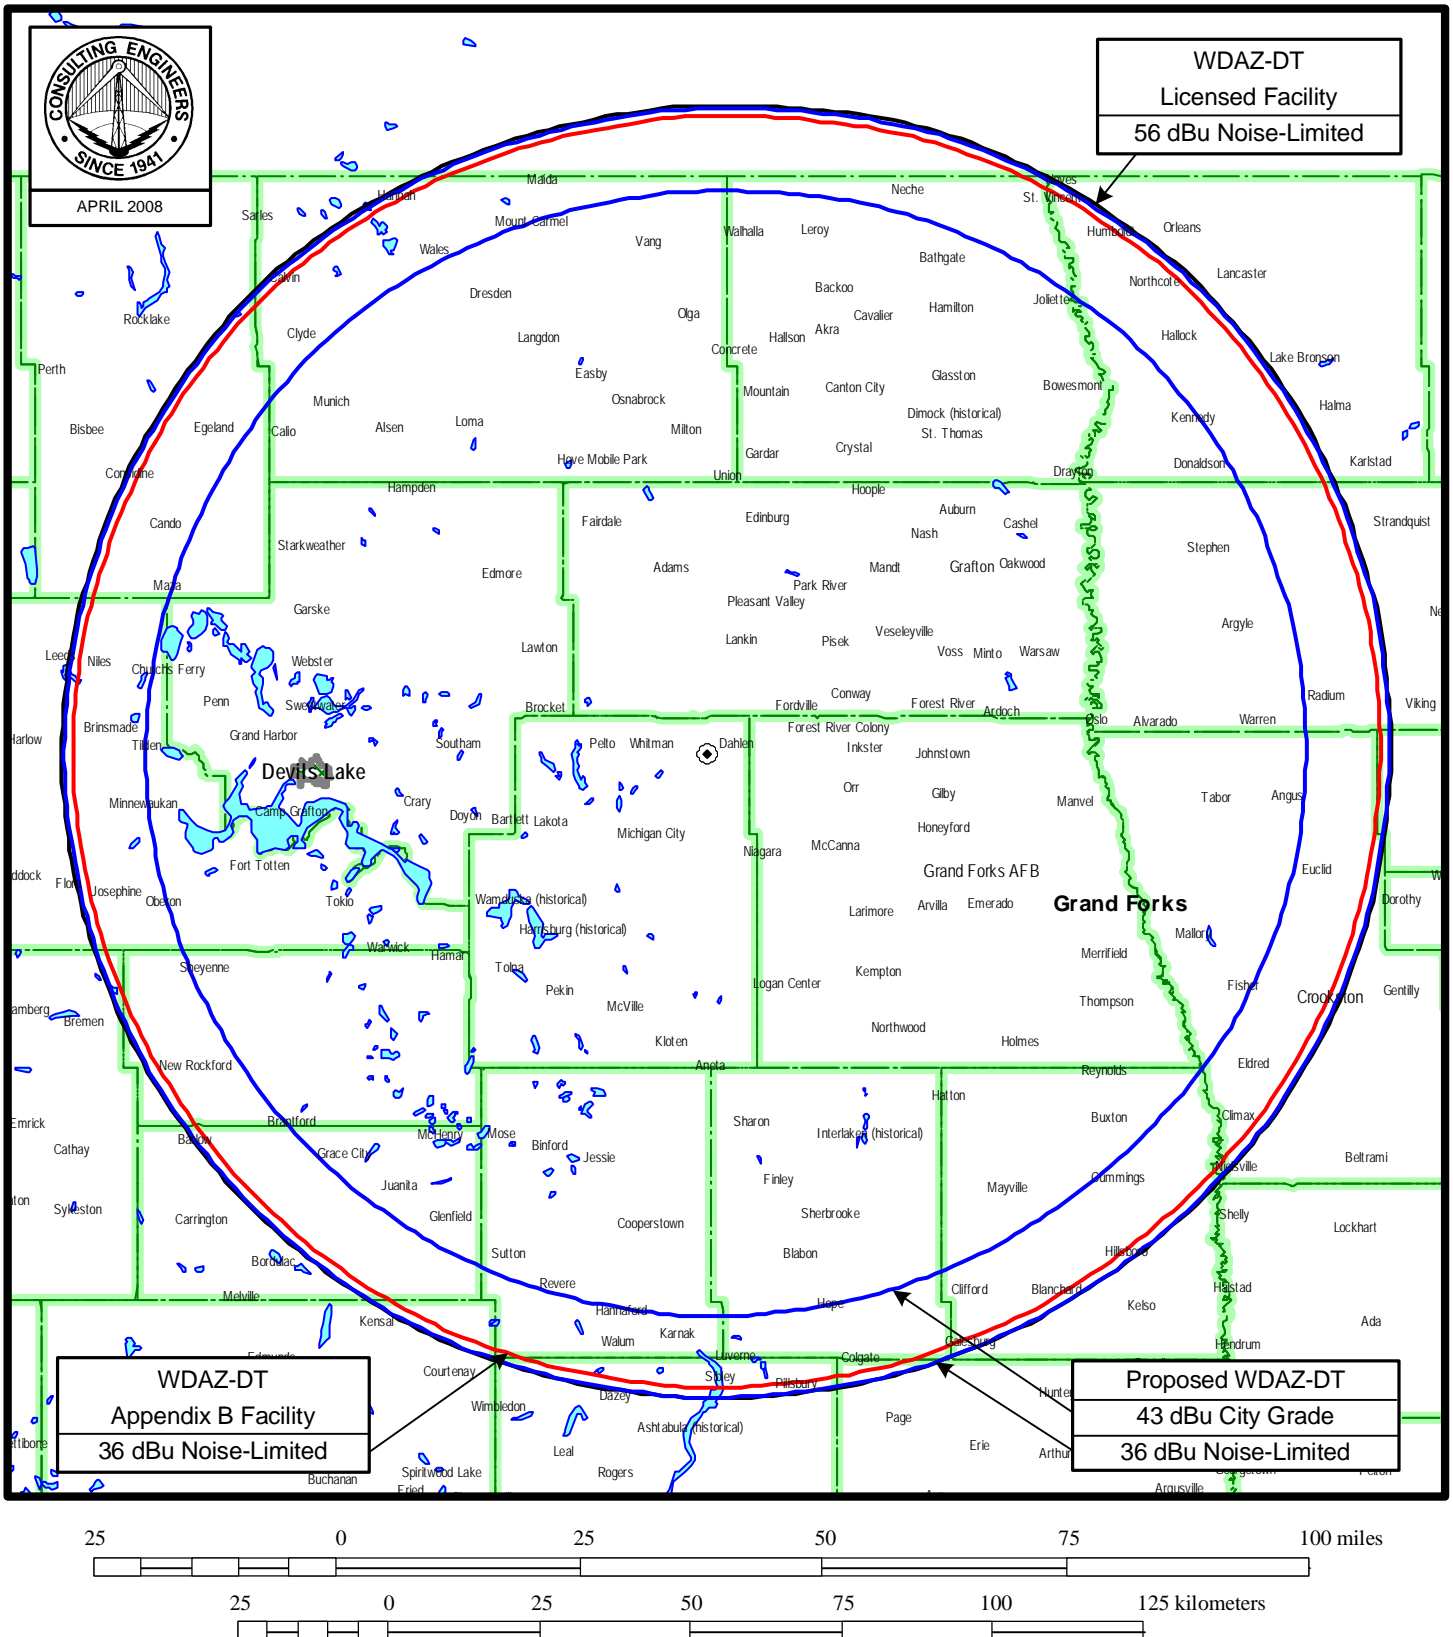 CONSULTING ENGINEERS
SINCE 1941
APRIL 2008
WDAZ-DT
Licensed Facility
56 dBu Noise-Limited
Hannah
Maida
Neche
St. Vincent
Sarles
Mount Carmel
Walhalla
Leroy
Humboldt
Orleans
Wales
Vang
Bathgate
Calvin
Dresden
Backoo
Hamilton
Joliette
Northcote
Lancaster
Rocklake
Clyde
Langdon
Olga
Concrete
Hallson
Akra
Cavalier
Hallock
Lake Bronson
Perth
Easby
Mountain
Canton City
Glasston
Bowesmont
Munich
Osnabrock
Dimock (historical)
Halma
Bisbee
Egeland
Calio
Alsen
Loma
Milton
St. Thomas
Kennedy
Considine
Hove Mobile Park
Gardar
Crystal
Drayton
Donaldson
Karlstad
Union
Hampden
Hoople
Cando
Fairdale
Edinburg
Auburn
Cashel
Strandquist
Starkweather
Nash
Stephen
Edmore
Adams
Mandt
Grafton
Oakwood
Maza
Park River
Garske
Pleasant Valley
Argyle
Lankin
Pisek
Veseleyville
Leeds
Niles
Churchs Ferry
Webster
Lawton
Voss
Minto
Warsaw
Penn
Sweetwater
Brocket
Fordville
Conway
Forest River
Ardoch
Radium
Viking
Harlow
Brinsmade
Tilden
Grand Harbor
Southam
Pelto
Whitman
Dahlen
Forest River Colony
Inkster
Johnstown
Oslo
Alvarado
Warren
Devils Lake
Orr
Gilby
Manvel
Tabor
Angus
Minnewaukan
Camp Grafton
Crary
Doyon
Bartlett
Lakota
Michigan City
Honeyford
Niagara
McCanna
Fort Totten
Grand Forks AFB
Euclid
Josephine
Oberon
Tokio
Wamduska (historical)
Larimore
Arvilla
Emerado
Grand Forks
Dorothy
Harrisburg (historical)
Mallory
Warwick
Hamar
Merrifield
Sheyenne
Tolna
Kempton
Logan Center
Fisher
Crookston
Gentilly
Pekin
McVille
Thompson
Bremen
Northwood
Kloten
Holmes
New Rockford
Aneta
Reynolds
Eldred
Hatton
Emrick
Brantford
Sharon
Buxton
Climax
Cathay
Barlow
McHenry
Mose
Binford
Interlaken (historical)
Grace City
Jessie
Nielsville
Beltrami
Juanita
Finley
Mayville
Cummings
Sykeston
Carrington
Glenfield
Cooperstown
Sherbrooke
Shelly
Lockhart
Bordulac
Sutton
Blabon
Hillsboro
Melville
Revere
Clifford
Blanchard
Halstad
Kensal
Hannaford
Hope
Kelso
Ada
Walum
Karnak
Galesburg
Hendrum
Edmunds
Luverne
Colgate
Courtenay
Sibley
Pillsbury
Wimbledon
Dazey
Page
Ashtabula (historical)
Erie
Leal
Rogers
Spiritwood Lake
Buchanan
Argusville
WDAZ-DT
Appendix B Facility
36 dBu Noise-Limited
Proposed WDAZ-DT
43 dBu City Grade
36 dBu Noise-Limited
25 0 25 50 75 100 miles
25 0 25 50 75 100 125 kilometers